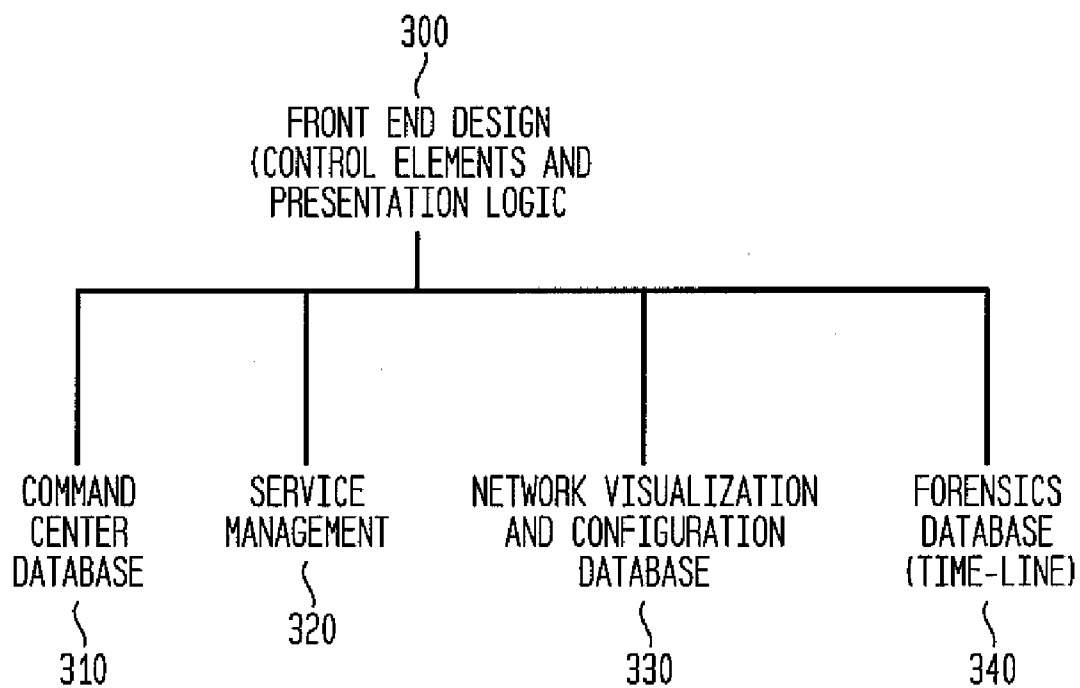 300
FRONT END DESIGN
(CONTROL ELEMENTS AND
PRESENTATION LOGIC
COMMAND
CENTER
DATABASE
310
SERVICE
MANAGEMENT
320
NETWORK VISUALIZATION
AND CONFIGURATION
DATABASE
330
FORENSICS
DATABASE
(TIME-LINE)
340